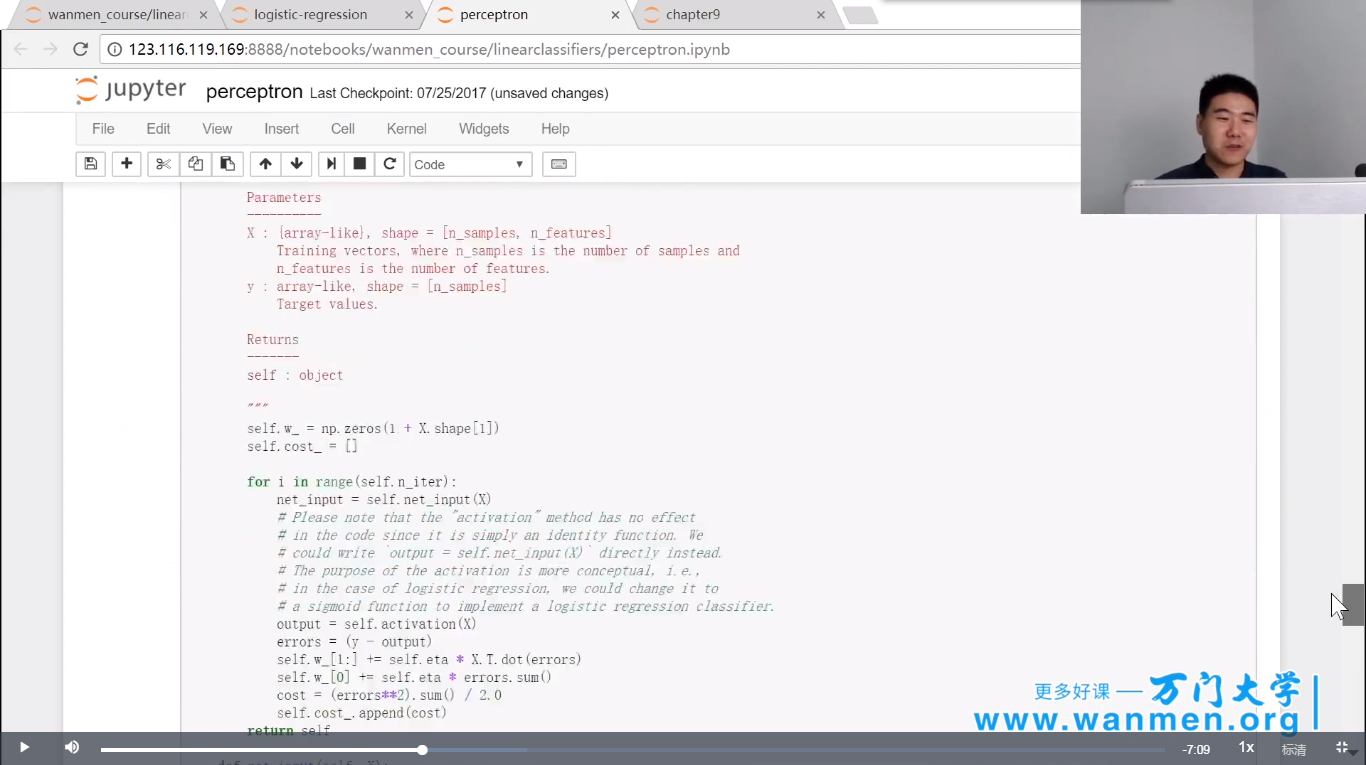 wanmen_course/linear
logistic-regression
perceptron
chapter9
123.116.119.169:8888/notebooks/wanmen_course/linearclassifiers/perceptron.ipynb
jupyter perceptron Last Checkpoint: 07/25/2017 (unsaved changes)
File Edit View Insert Cell Kernel Widgets Help
Code
Parameters
----------
X : {array-like}, shape = [n_samples, n_features]
Training vectors, where n_samples is the number of samples and
n_features is the number of features.
y : array-like, shape = [n_samples]
Target values.
Returns
-------
self : object
"""
self.w_ = np.zeros(1 + X.shape[1])
self.cost_ = []
for i in range(self.n_iter):
net_input = self.net_input(X)
# Please note that the "activation" method has no effect
# in the code since it is simply an identity function. We
# could write `output = self.net_input(X)` directly instead.
# The purpose of the activation is more conceptual, i.e.,
# in the case of logistic regression, we could change it to
# a sigmoid function to implement a logistic regression classifier.
output = self.activation(X)
errors = (y - output)
self.w_[1:] += self.eta * X.T.dot(errors)
self.w_[0] += self.eta * errors.sum()
cost = (errors**2).sum() / 2.0
self.cost_.append(cost)
return self
更多好课 — 万门大学
www.wanmen.org
-7:09
1x
标清